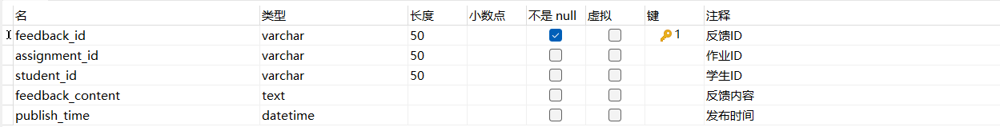 名 类型 长度 小数点 不是 null 虚拟 键 注释
feedback_id varchar 50 1 反馈ID
assignment_id varchar 50 作业ID
student_id varchar 50 学生ID
feedback_content text 反馈内容
publish_time datetime 发布时间